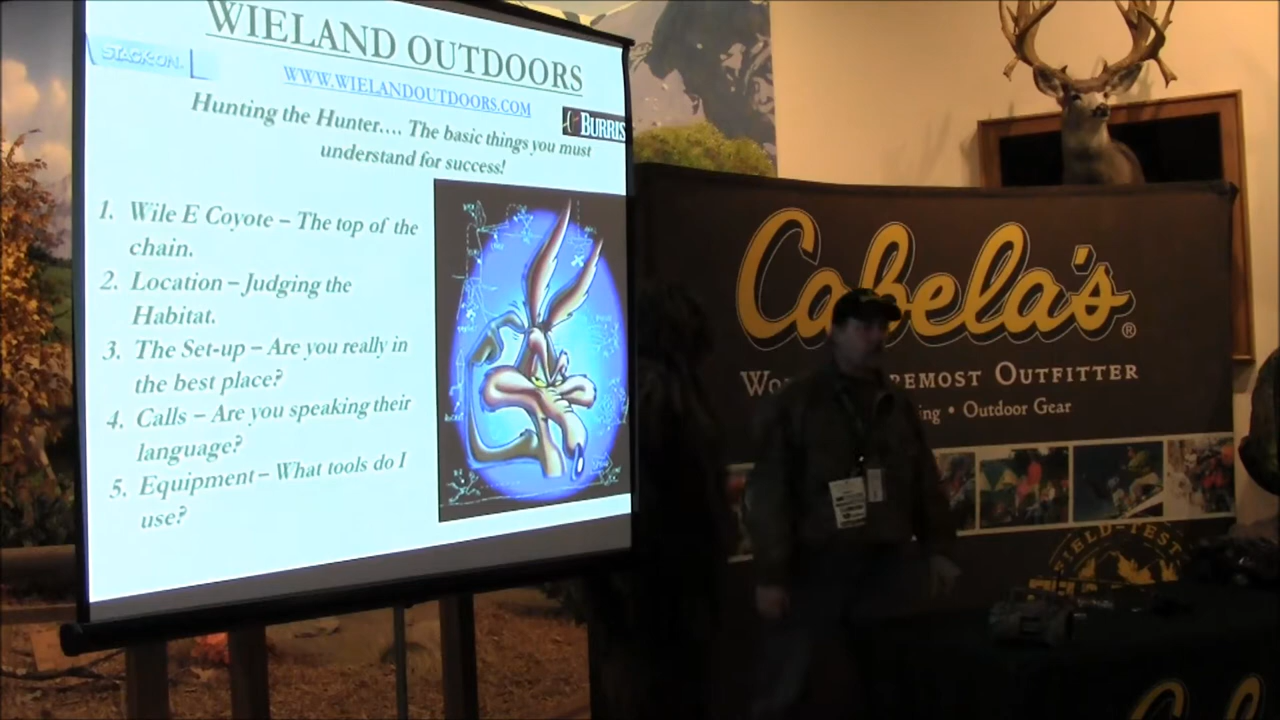 WIELAND OUTDOORS
STACK-ON.
WWW.WIELANDOUTDOORS.COM
BURRIS
Hunting the Hunter.... The basic things you must
understand for success!
1. Wile E Coyote – The top of the
chain.
2. Location – Judging the
Habitat.
3. The Set-up – Are you really in
the best place?
4. Calls – Are you speaking their
language?
5. Equipment – What tools do I
use?
Cabela's®
OUTFITTER
• Outdoor Gear